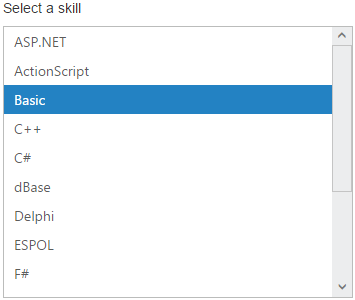 Select a skill
ASP.NET
ActionScript
Basic
C++
C#
dBase
Delphi
ESPOL
F#